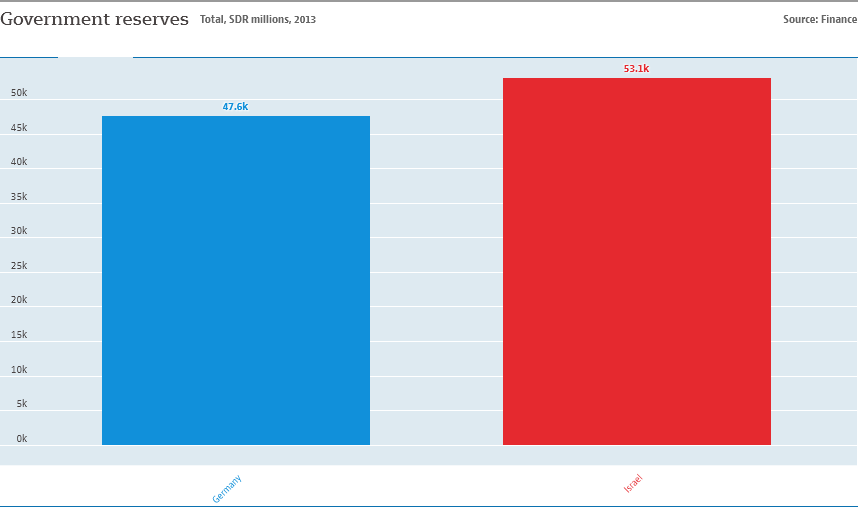 Government reserves Total, SDR millions, 2013 Source: Finance
53.1k
50k
47.6k
45k
40k
35k
30k
25k
20k
15k
10k
5k
0k
Germany Israel